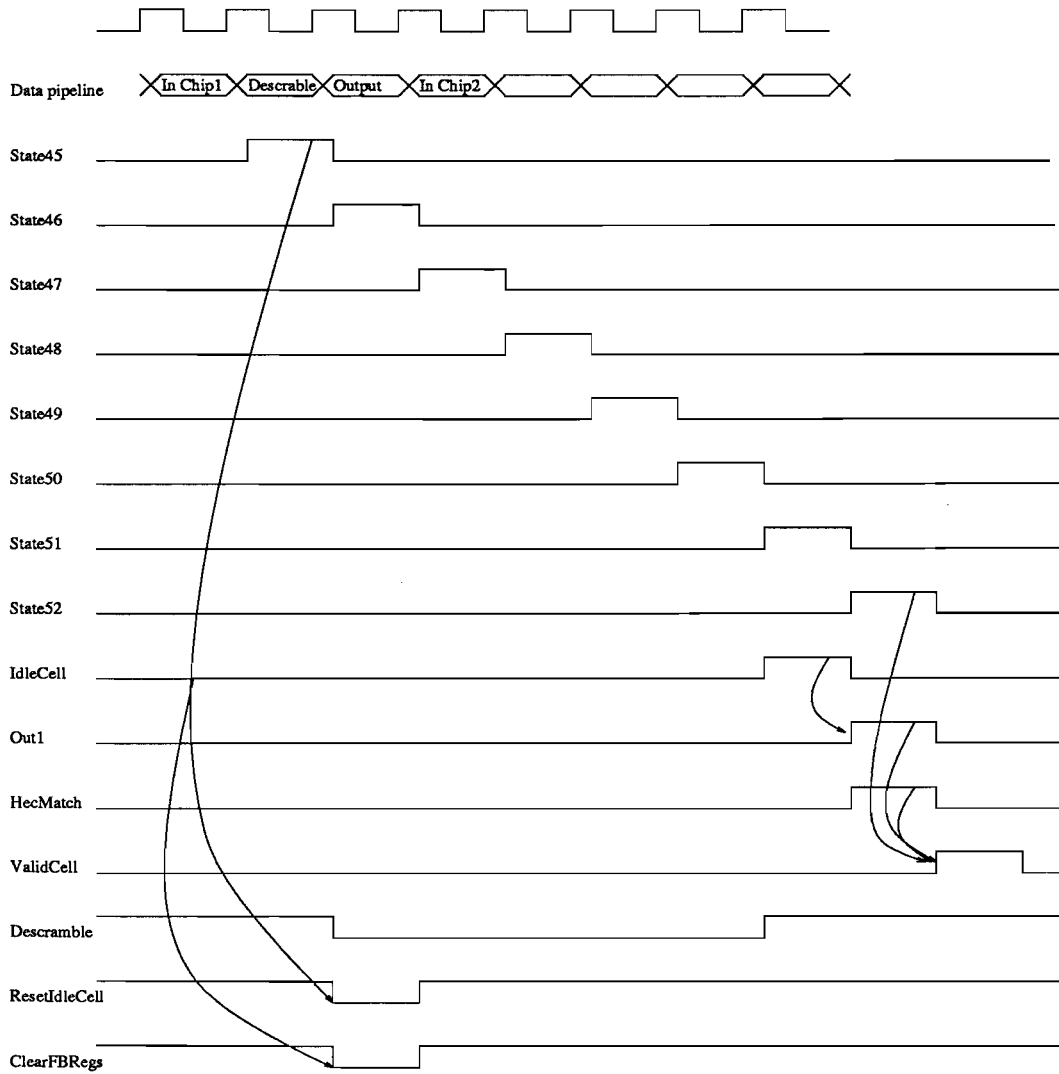 Data pipeline In Chip1 Descrable Output In Chip2
State45
State46
State47
State48
State49
State50
State51
State52
IdleCell
Out1
HecMatch
ValidCell
Descramble
ResetIdleCell
ClearFBRegs